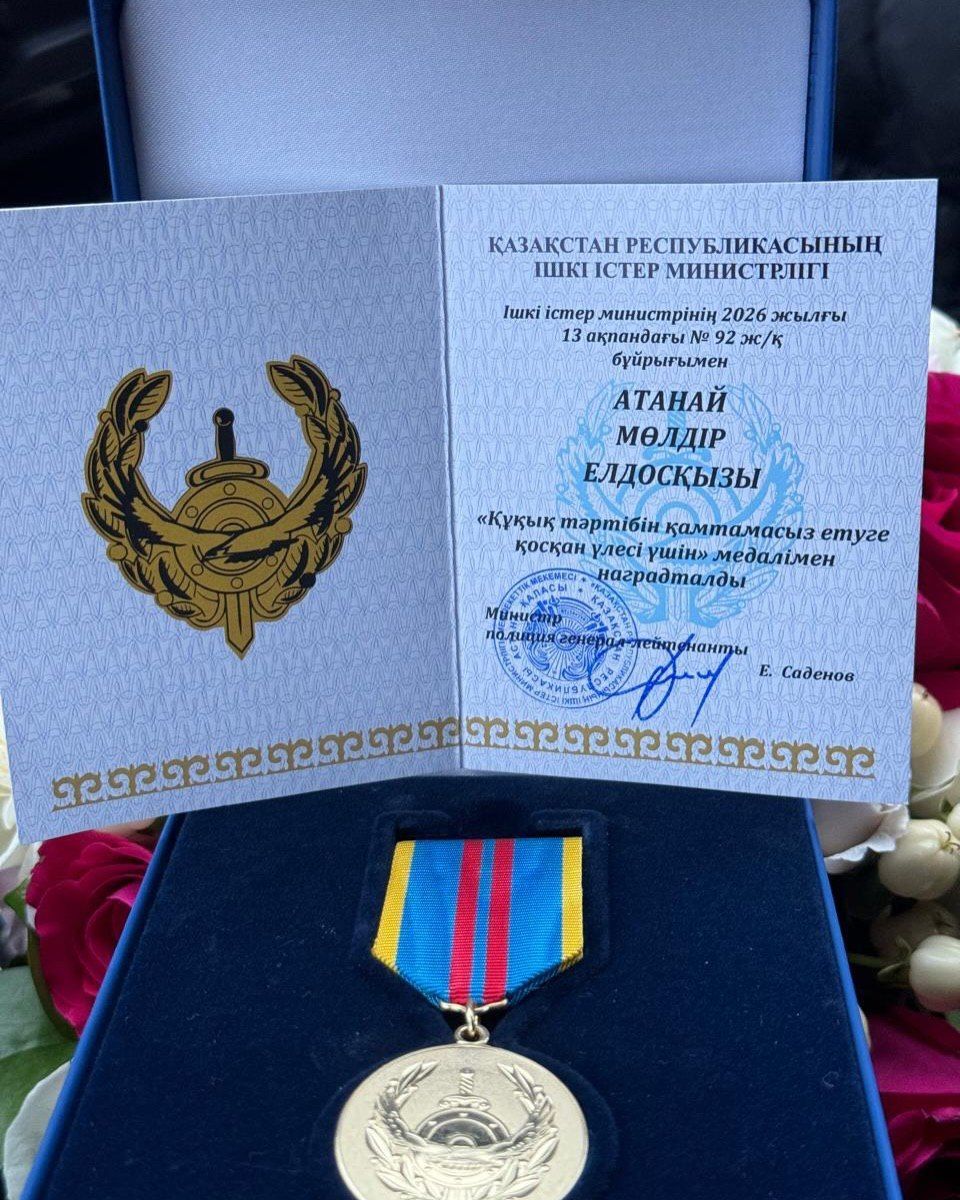 ҚАЗАҚСТАН РЕСПУБЛИКАСЫНЫҢ
ІШКІ ІСТЕР МИНИСТРЛІГІ
Ішкі істер министрінің 2026 жылғы
13 ақпандағы № 92 ж/қ
бұйрығымен
АТАНАЙ
МӨЛДІР
ЕЛДОСҚЫЗЫ
«Құқық тәртібін қамтамасыз етуге
қосқан үлесі үшін» медалімен
наградталды
Министр
полиция генерал-лейтенанты
Е. Саденов